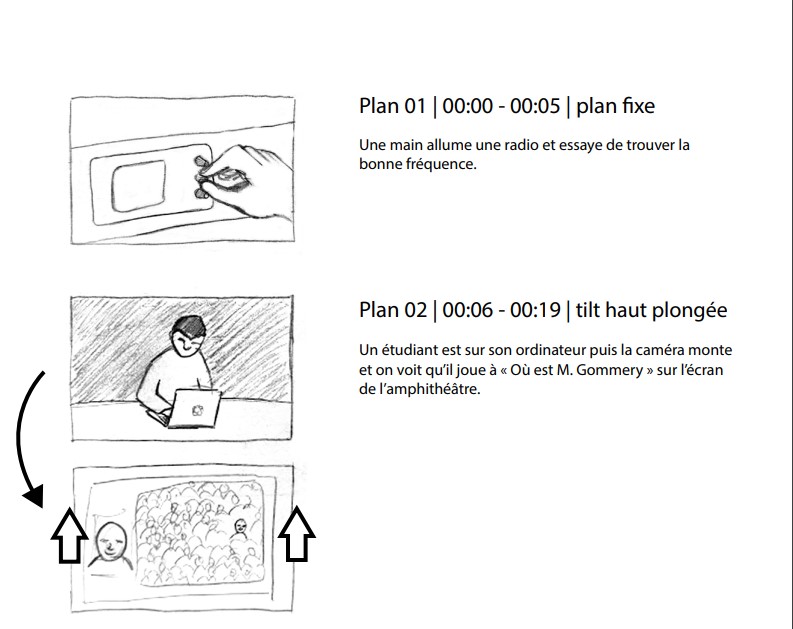 Plan 01 | 00:00 - 00:05 | plan fixe
Une main allume une radio et essaye de trouver la
bonne fréquence.
Plan 02 | 00:06 - 00:19 | tilt haut plongée
Un étudiant est sur son ordinateur puis la caméra monte
et on voit qu’il joue à « Où est M. Gommery » sur l’écran
de l’amphithéâtre.